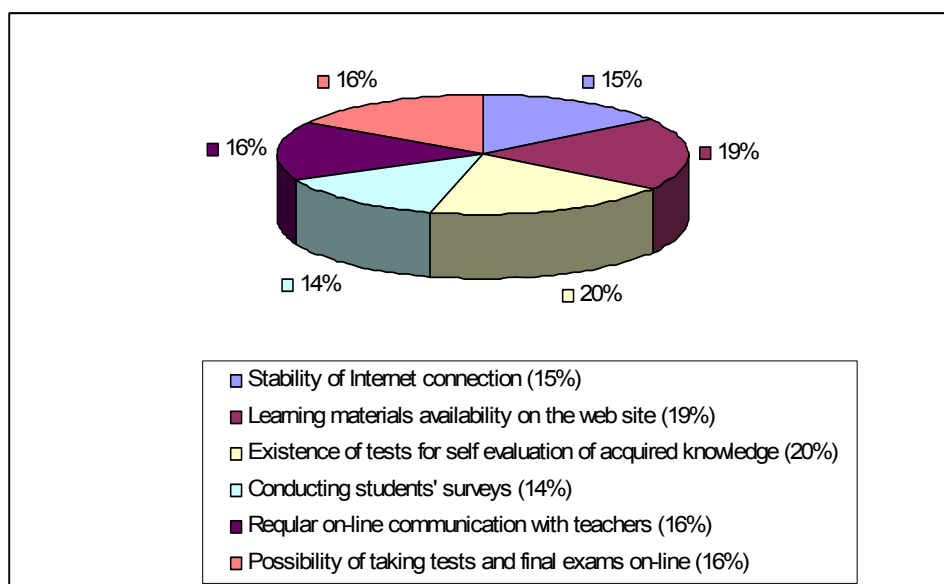 16%
15%
16%
19%
14%
20%
Stability of Internet connection (15%)
Learning materials availability on the web site (19%)
Existence of tests for self evaluation of acquired knowledge (20%)
Conducting students' surveys (14%)
Reqular on-line communication with teachers (16%)
Possibility of taking tests and final exams on-line (16%)